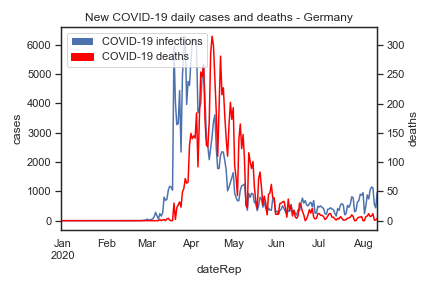 New COVID-19 daily cases and deaths - Germany
COVID-19 infections
COVID-19 deaths
6000
5000
4000
3000
2000
1000
0
cases
300
250
200
150
100
50
0
deaths
Jan Feb Mar Apr May Jun Jul Aug
2020
dateRep